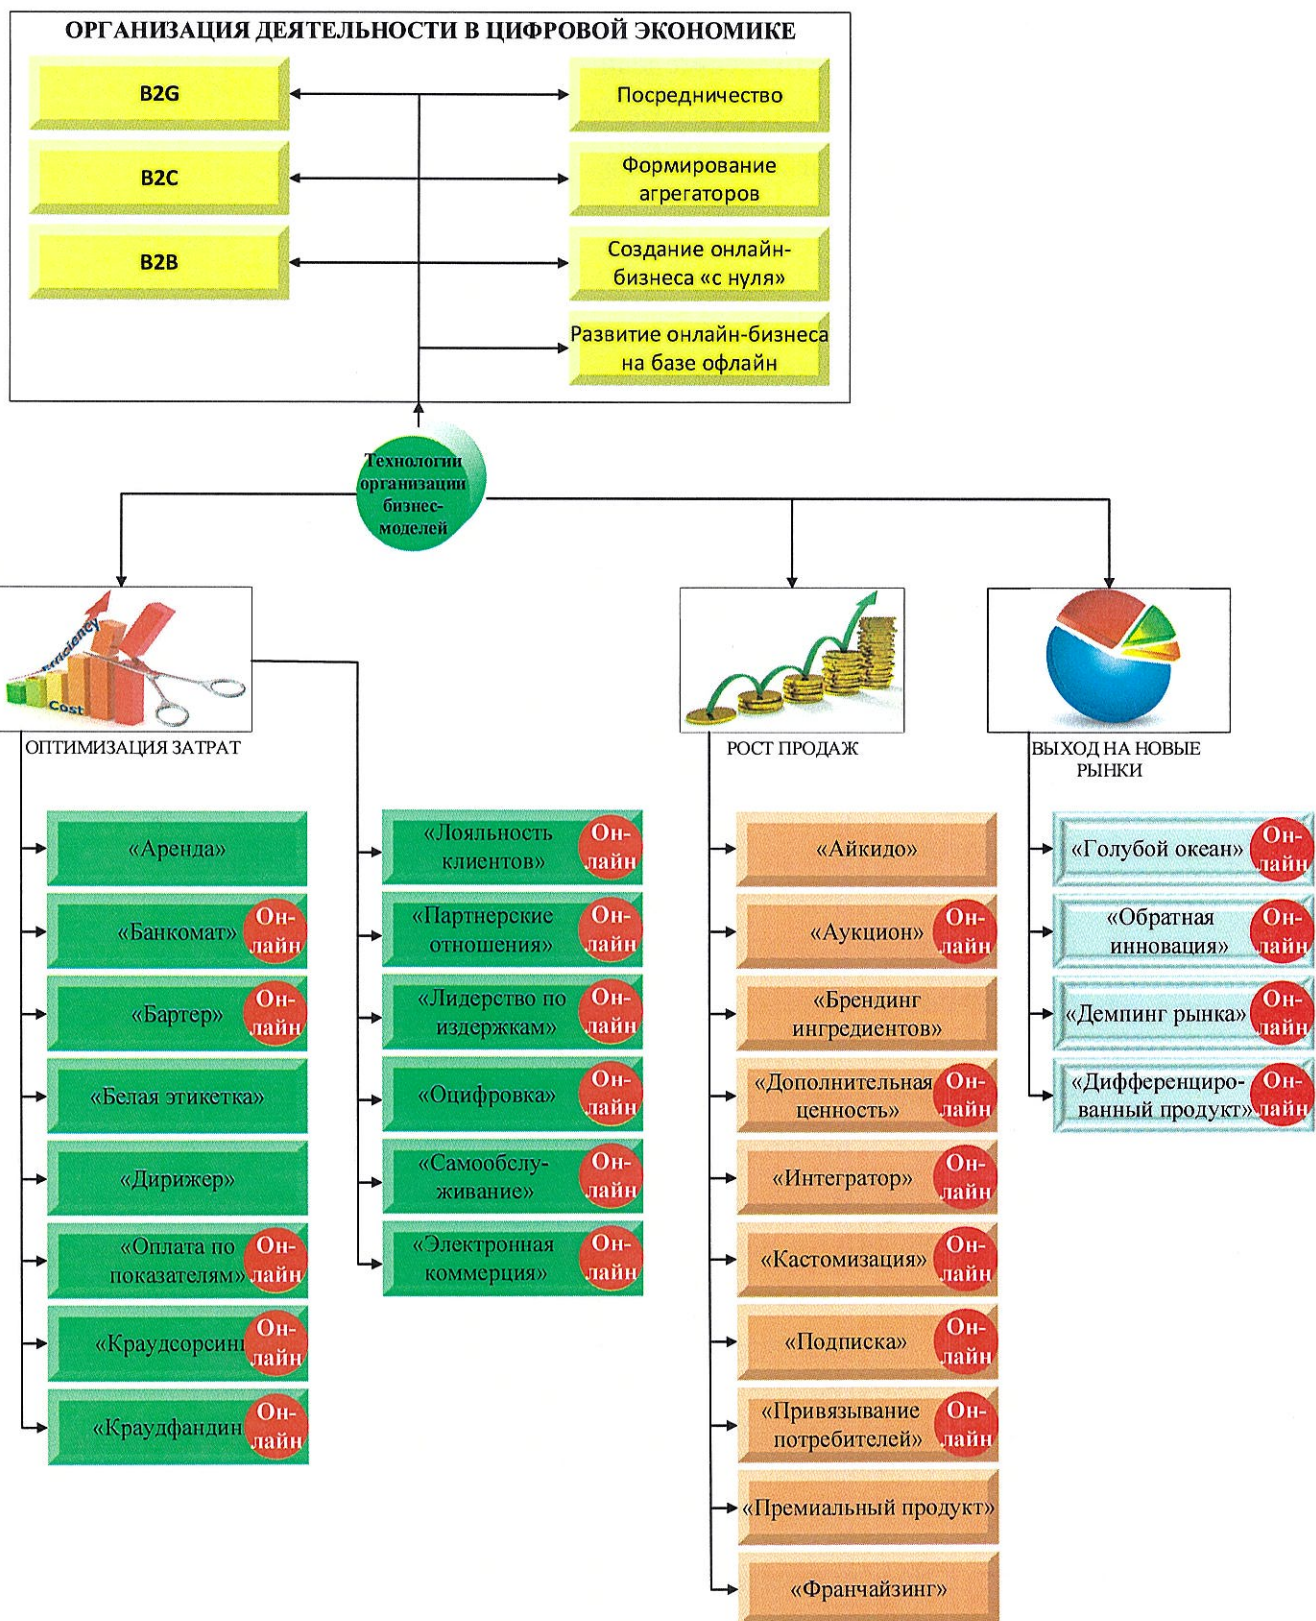 ОРГАНИЗАЦИЯ ДЕЯТЕЛЬНОСТИ В ЦИФРОВОЙ ЭКОНОМИКЕ
B2G
Посредничество
B2C
Формирование
агрегаторов
B2B
Создание онлайн-
бизнеса «с нуля»
Развитие онлайн-бизнеса
на базе офлайн
Технологии
организации
бизнес-
моделей
Cost
ОПТИМИЗАЦИЯ ЗАТРАТ
РОСТ ПРОДАЖ
ВЫХОД НА НОВЫЕ
РЫНКИ
«Аренда»
«Банкомат»
Он-
лайн
«Бартер»
Он-
лайн
«Белая этикетка»
«Дирижер»
«Оплата по
показателям»
Он-
лайн
«Краудсорсинг
Он-
лайн
«Краудфандин
Он-
лайн
«Лояльность
клиентов»
Он-
лайн
«Партнерские
отношения»
Он-
лайн
«Лидерство по
издержкам»
Он-
лайн
«Оцифровка»
Он-
лайн
«Самообслу-
живание»
Он-
лайн
«Электронная
коммерция»
Он-
лайн
«Айкидо»
«Аукцион»
Он-
лайн
«Брендинг
ингредиентов»
«Дополнительная
ценность»
Он-
лайн
«Интегратор»
Он-
лайн
«Кастомизация»
Он-
лайн
«Подписка»
Он-
лайн
«Привязывание
потребителей»
Он-
лайн
«Премиальный продукт»
«Франчайзинг»
«Голубой океан»
Он-
лайн
«Обратная
инновация»
Он-
лайн
«Демпинг рынка»
Он-
лайн
«Дифференциро-
ванный продукт»
Он-
лайн